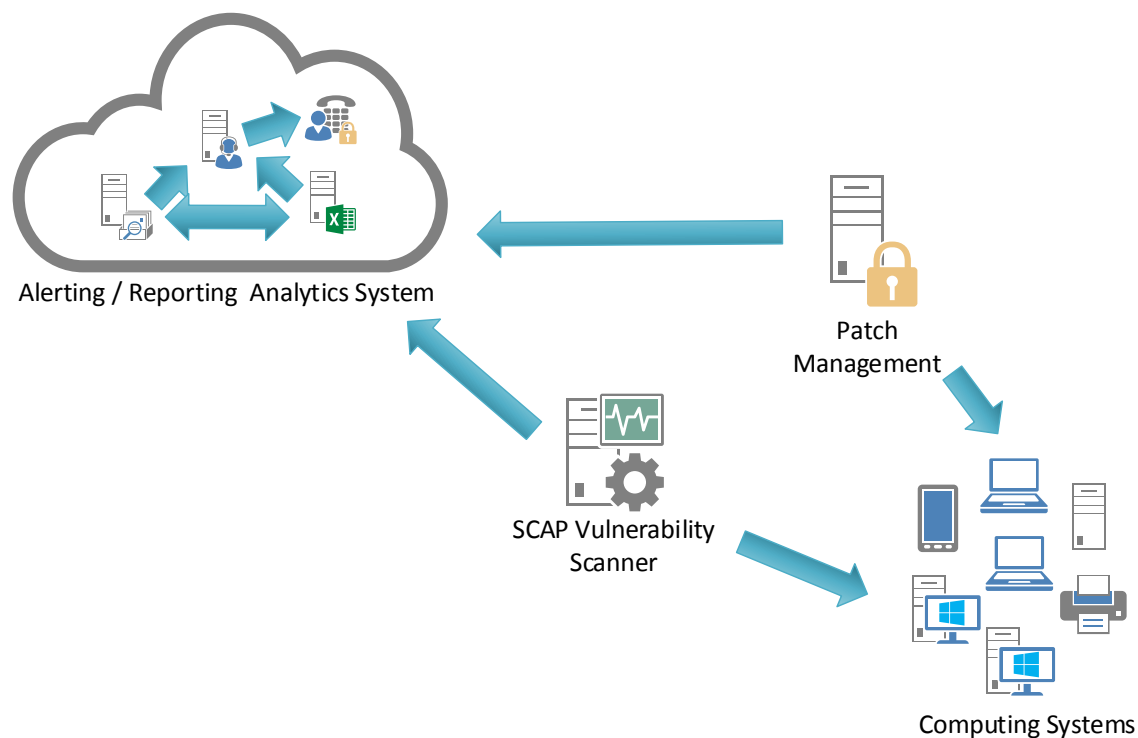 Alerting / Reporting  Analytics System
Patch
Management
SCAP Vulnerability
Scanner
Computing Systems